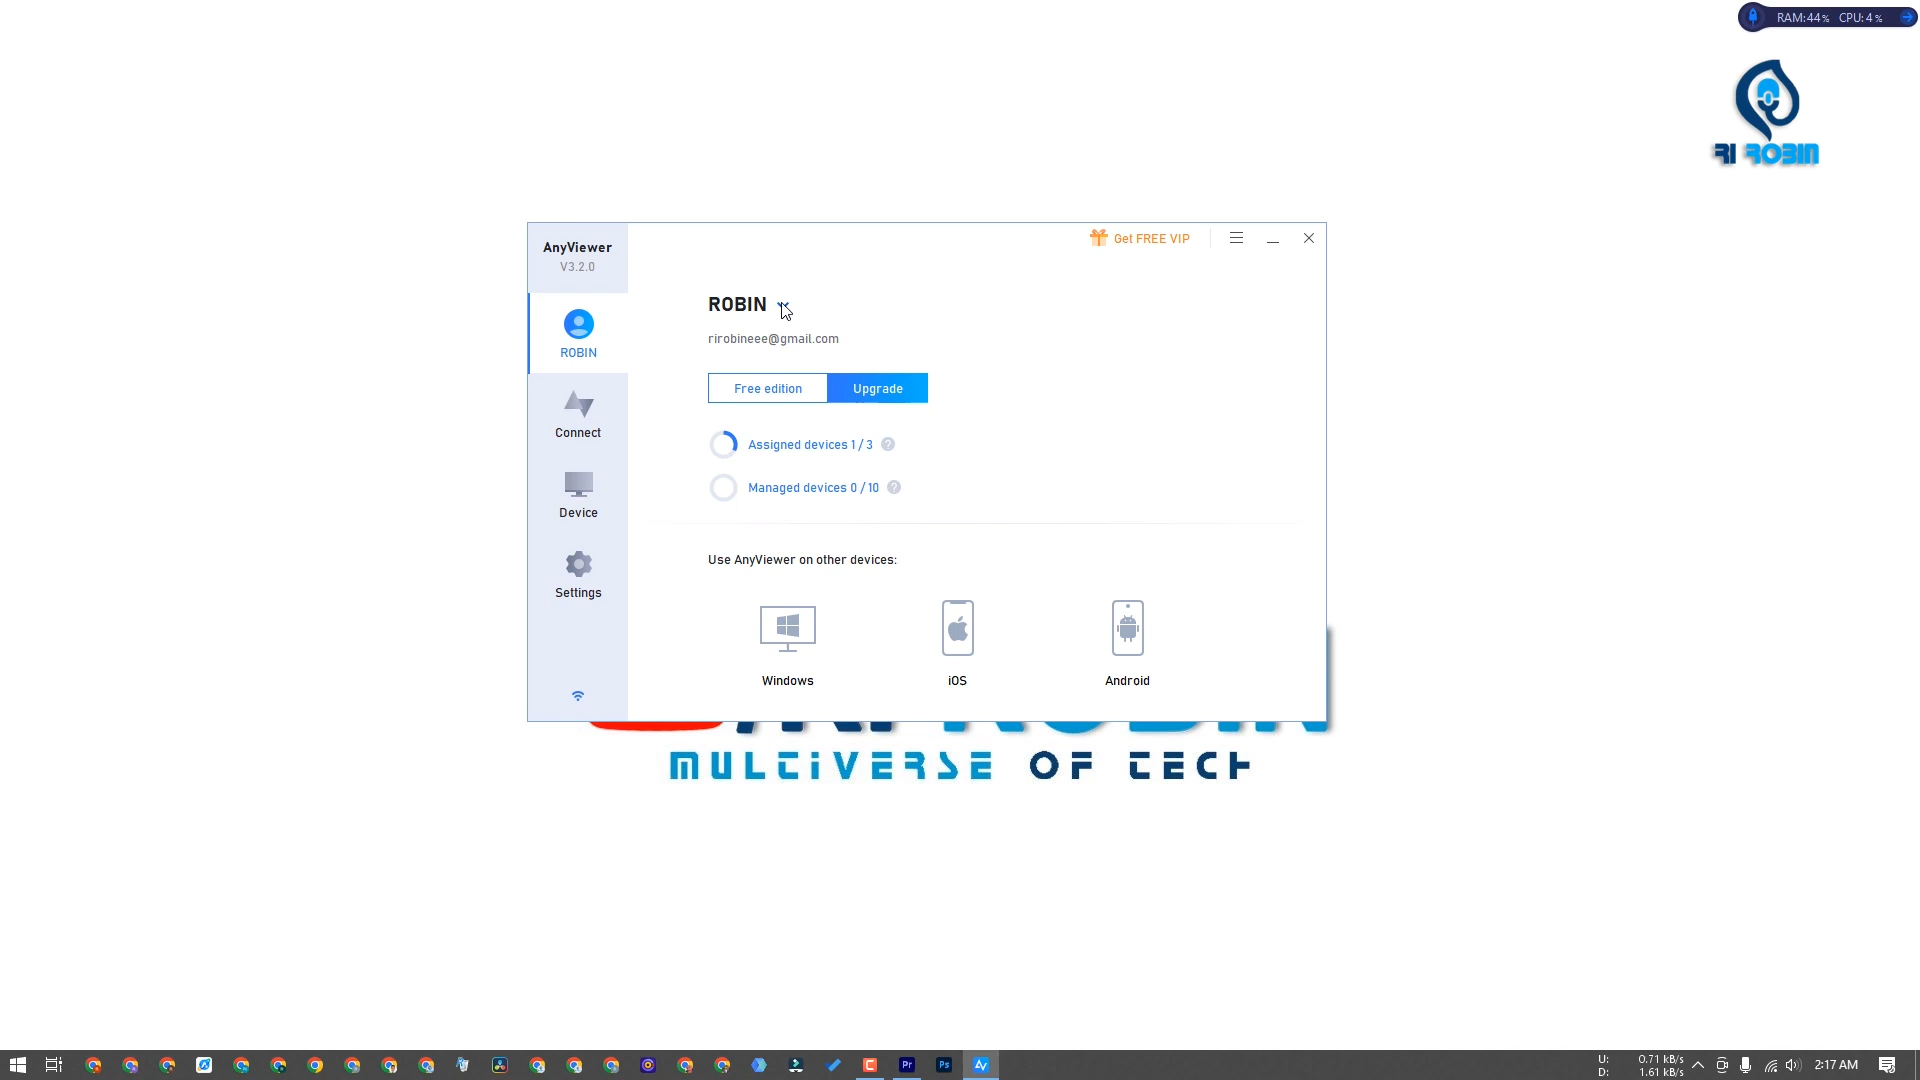 RAM:44% CPU:4%
RI ROBIN
AnyViewer
V3.2.0
Get FREE VIP
ROBIN
rirobineee@gmail.com
ROBIN
Free edition
Upgrade
Connect
Assigned devices 1 / 3 ?
Managed devices 0 / 10 ?
Device
Use AnyViewer on other devices:
Settings
Windows
iOS
Android
MULTIVERSE OF TECH
U: 0.71 kB/s
D: 1.61 kB/s
2:17 AM
Pr
Ps